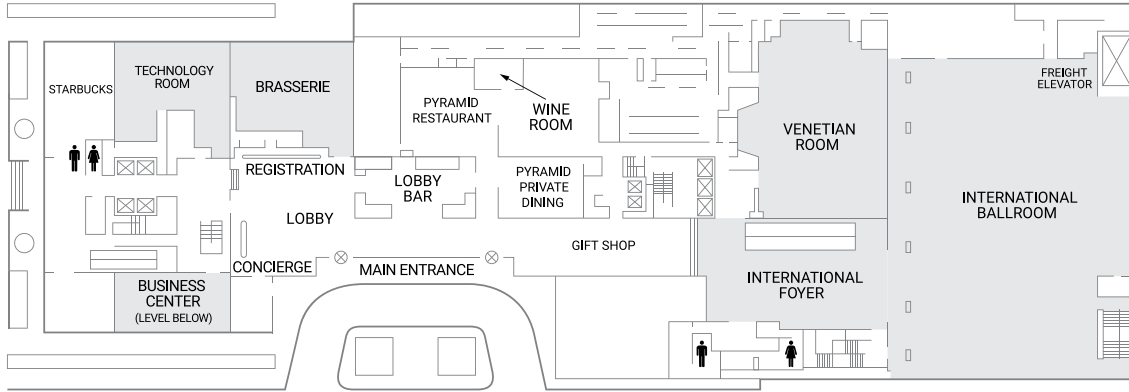 STARBUCKS
TECHNOLOGY
ROOM
BRASSERIE
PYRAMID
RESTAURANT
WINE
ROOM
VENETIAN
ROOM
FREIGHT
ELEVATOR
REGISTRATION
LOBBY
BAR
PYRAMID
PRIVATE
DINING
INTERNATIONAL
BALLROOM
LOBBY
GIFT SHOP
CONCIERGE
MAIN ENTRANCE
BUSINESS
CENTER
(LEVEL BELOW)
INTERNATIONAL
FOYER